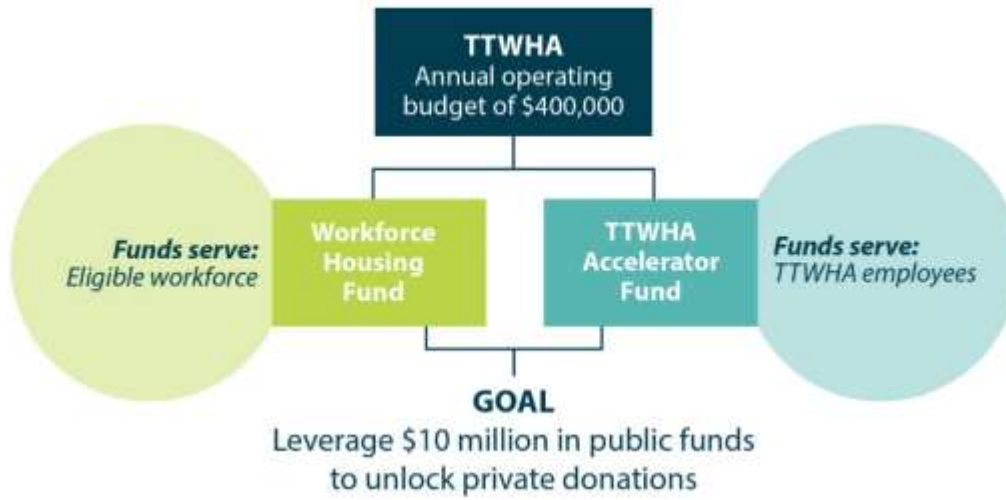 TTWHA
Annual operating
budget of $400,000
Funds serve:
Eligible workforce
Workforce
Housing
Fund
TTWHA
Accelerator
Fund
Funds serve:
TTWHA employees
GOAL
Leverage $10 million in public funds
to unlock private donations